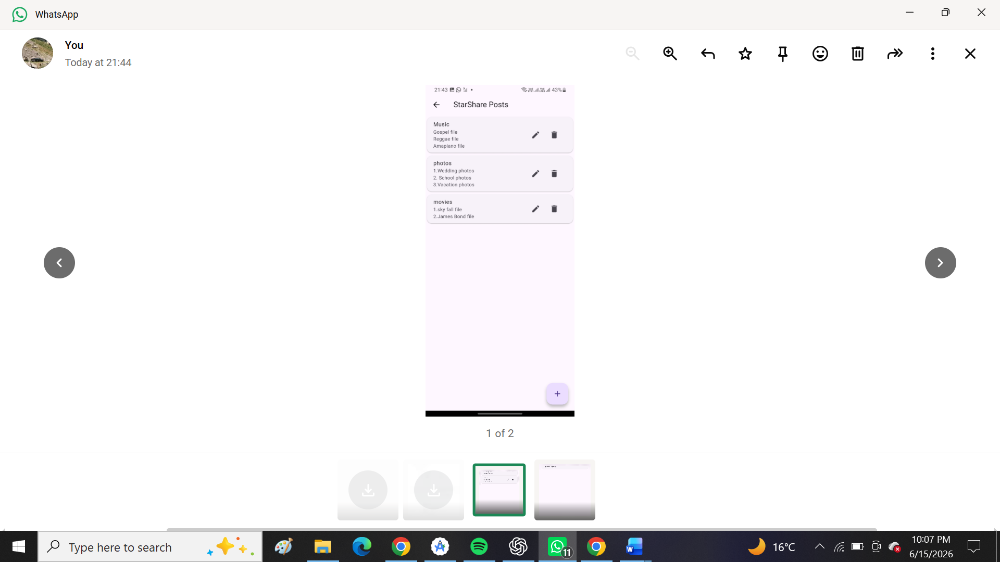 WhatsApp
You
Today at 21:44
21:43
43%
StarShare Posts
Music
Gospel file
Reggae file
Amapiano file
photos
1.Wedding photos
2. School photos
3.Vacation photos
movies
1.sky fall file
2.James Bond file
+
1 of 2
Type here to search
11
16°C
10:07 PM
6/15/2026